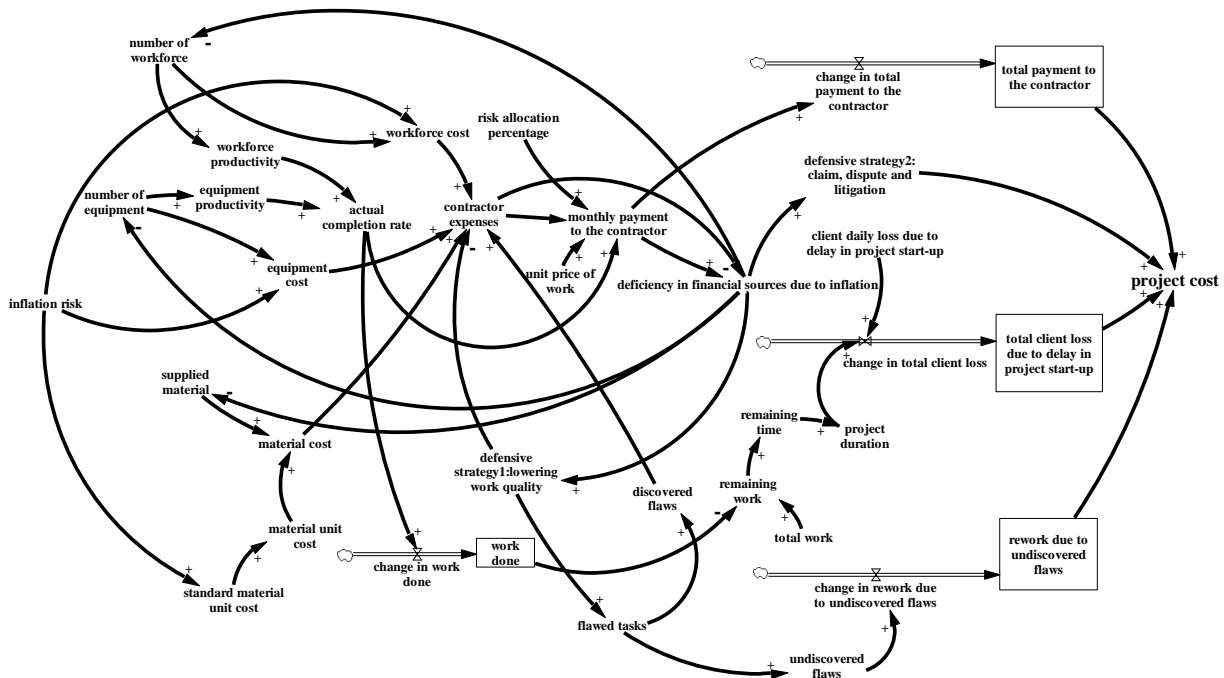 number of
workforce
change in total
payment to the
contractor
total payment to
the contractor
workforce cost
risk allocation
percentage
workforce
productivity
defensive strategy2:
claim, dispute and
litigation
number of
equipment
equipment
productivity
actual
completion rate
contractor
expenses
monthly payment
to the contractor
client daily loss due to
delay in project start-up
equipment
cost
unit price of
work
deficiency in financial sources due to inflation
project cost
inflation risk
change in total client loss
total client loss
due to delay in
project start-up
supplied
material
remaining
time
project
duration
material cost
defensive
strategy1:lowering
work quality
discovered
flaws
remaining
work
material unit
cost
total work
change in work
done
work
done
rework due to
undiscovered
flaws
standard material
unit cost
change in rework due
to undiscovered flaws
flawed tasks
undiscovered
flaws